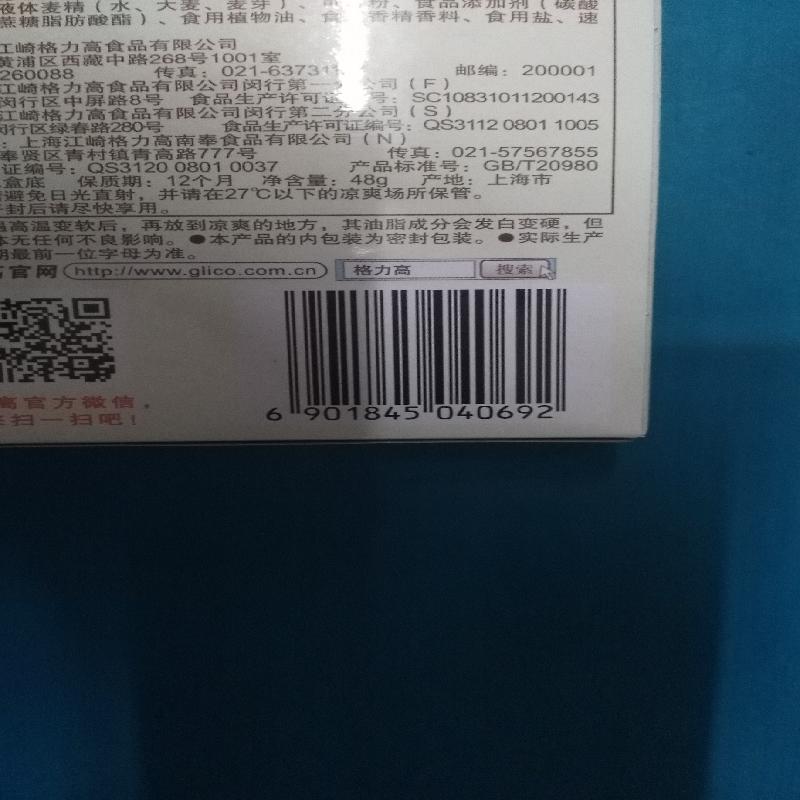 液体麦精（水、大麦、麦芽）、 粉、食品添加剂（碳酸
蔗糖脂肪酸酯）、食用植物油、食 香精香料、食用盐、速
江崎格力高食品有限公司
黄浦区西藏中路268号1001室
260088 传真：021-637311 邮编：200001
江崎格力高食品有限公司闵行第一 公司（F）
闵行区中屏路8号 食品生产许可证 号：SC10831011200143
江崎格力高食品有限公司闵行第二分公司（S）
闵行区绿春路280号 食品生产许可证编号：QS3112 0801 1005
：上海江崎格力高南奉食品有限公司（N）
奉贤区青村镇青高路777号 传真：021-57567855
证编号：QS3120 0801 0037 产品标准号：GB/T20980
盒底 保质期：12个月 净含量：48g 产地：上海市
避免日光直射，并请在27℃以下的凉爽场所保管。
开封后请尽快享用。
温高温变软后，再放到凉爽的地方，其油脂成分会发白变硬，但
体无任何不良影响。●本产品的内包装为密封包装。●实际生产
期最前一位字母为准。
官网 http://www.glico.com.cn 格力高 搜索
高官方微信，
来扫一扫吧！
6 901845 040692